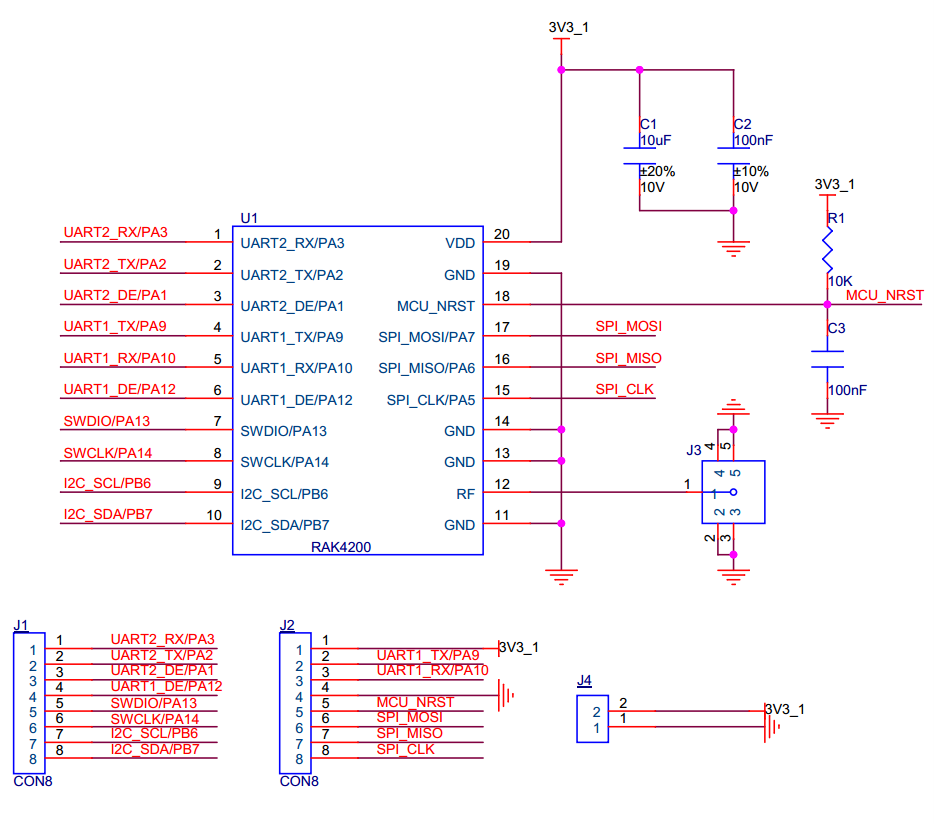 3V3_1
C1
10uF
±20%
10V
C2
100nF
±10%
10V
3V3_1
R1
10K
MCU_NRST
C3
100nF
U1
UART2_RX/PA3 1 UART2_RX/PA3 VDD 20
UART2_TX/PA2 2 UART2_TX/PA2 GND 19
UART2_DE/PA1 3 UART2_DE/PA1 MCU_NRST 18
UART1_TX/PA9 4 UART1_TX/PA9 SPI_MOSI/PA7 17 SPI_MOSI
UART1_RX/PA10 5 UART1_RX/PA10 SPI_MISO/PA6 16 SPI_MISO
UART1_DE/PA12 6 UART1_DE/PA12 SPI_CLK/PA5 15 SPI_CLK
SWDIO/PA13 7 SWDIO/PA13 GND 14
SWCLK/PA14 8 SWCLK/PA14 GND 13
I2C_SCL/PB6 9 I2C_SCL/PB6 RF 12
I2C_SDA/PB7 10 I2C_SDA/PB7 GND 11
RAK4200
J3
4 5
4 5
1 1
2 3
2 3
J1
1 1 UART2_RX/PA3
2 2 UART2_TX/PA2
3 3 UART2_DE/PA1
4 4 UART1_DE/PA12
5 5 SWDIO/PA13
6 6 SWCLK/PA14
7 7 I2C_SCL/PB6
8 8 I2C_SDA/PB7
CON8
J2
1 1 3V3_1
2 2 UART1_TX/PA9
3 3 UART1_RX/PA10
4 4
5 5 MCU_NRST
6 6 SPI_MOSI
7 7 SPI_MISO
8 8 SPI_CLK
CON8
J4
2 2 3V3_1
1 1